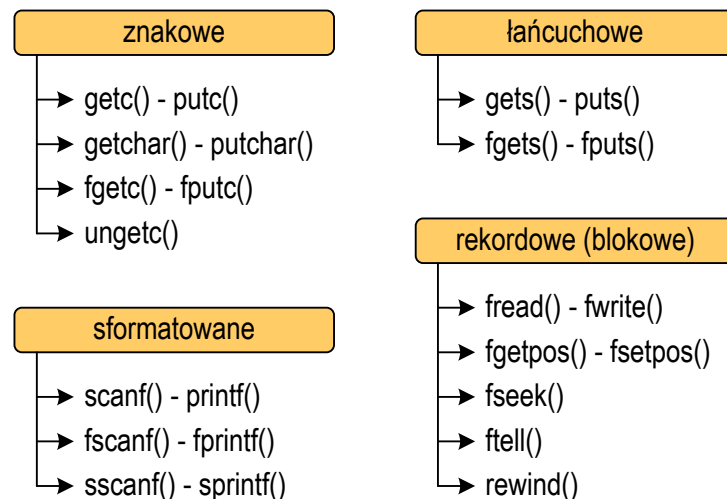 znakowe
getc() - putc()
getchar() - putchar()
fgetc() - fputc()
ungetc()
sformatowane
scanf() - printf()
fscanf() - fprintf()
sscanf() - sprintf()
łańcuchowe
gets() - puts()
fgets() - fputs()
rekordowe (blokowe)
fread() - fwrite()
fgetpos() - fsetpos()
fseek()
ftell()
rewind()